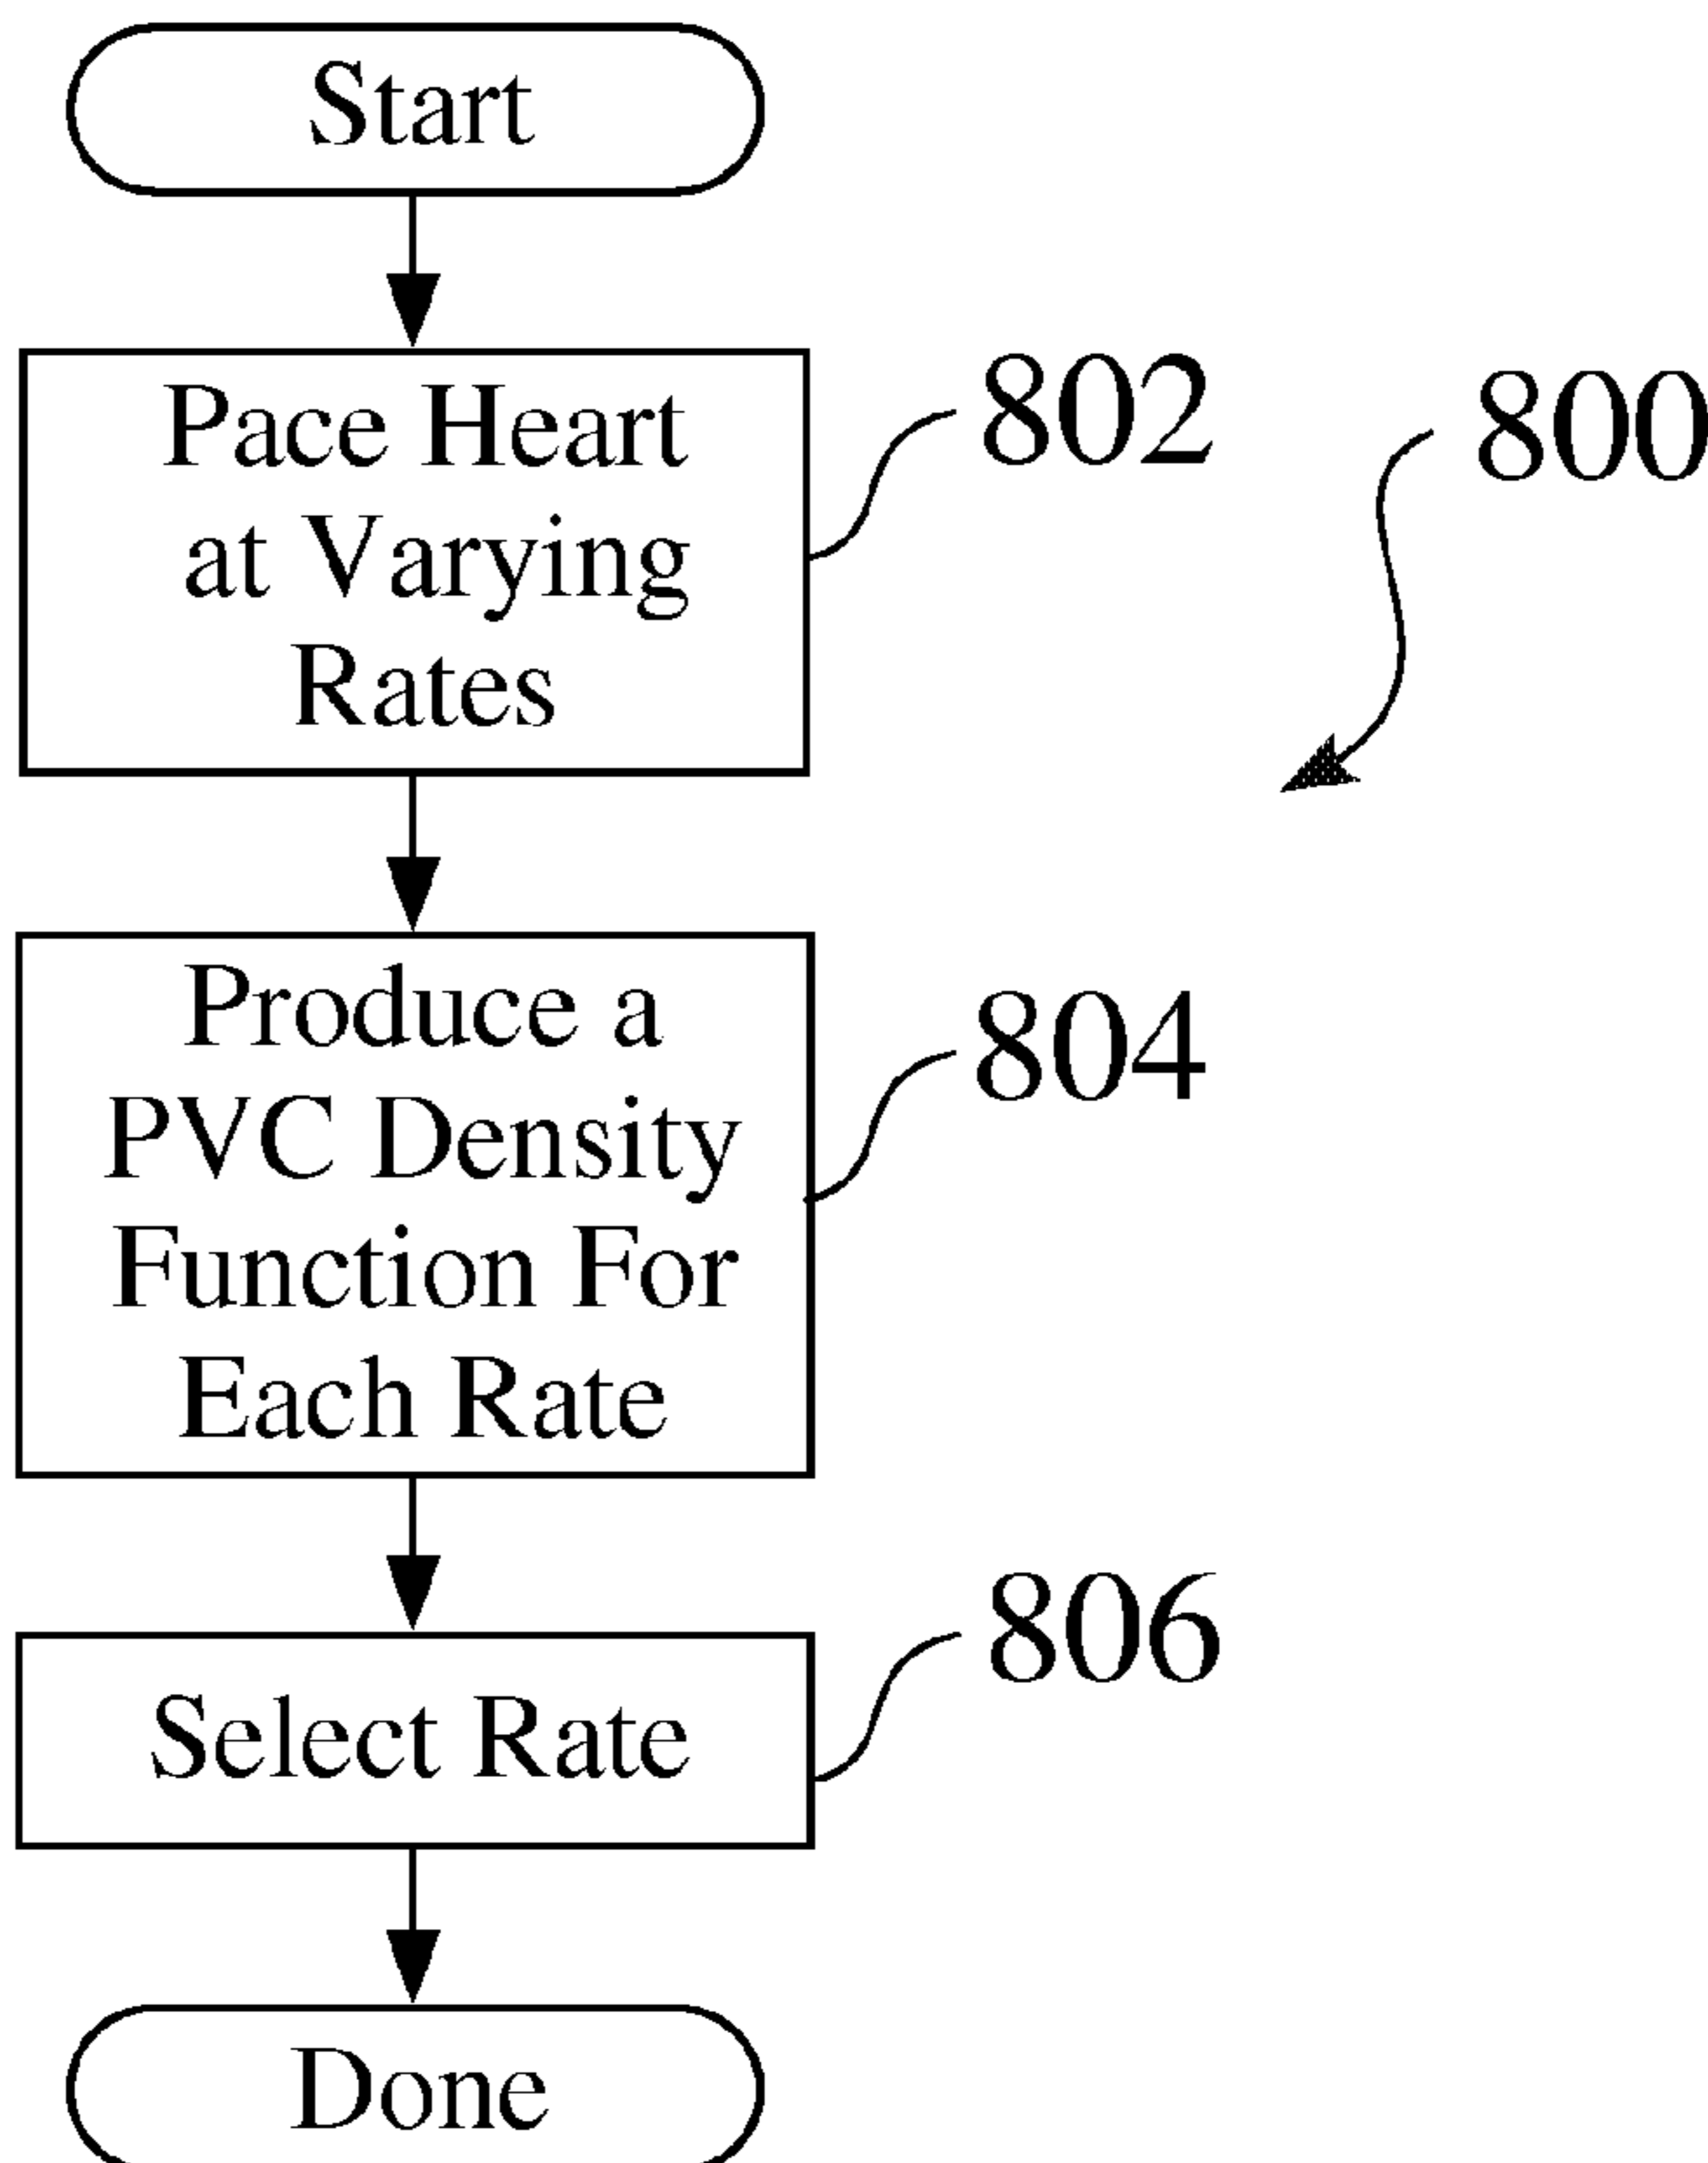 Start
Pace Heart
at Varying
Rates
802
800
Produce a
PVC Density
Function For
Each Rate
804
Select Rate
806
Done